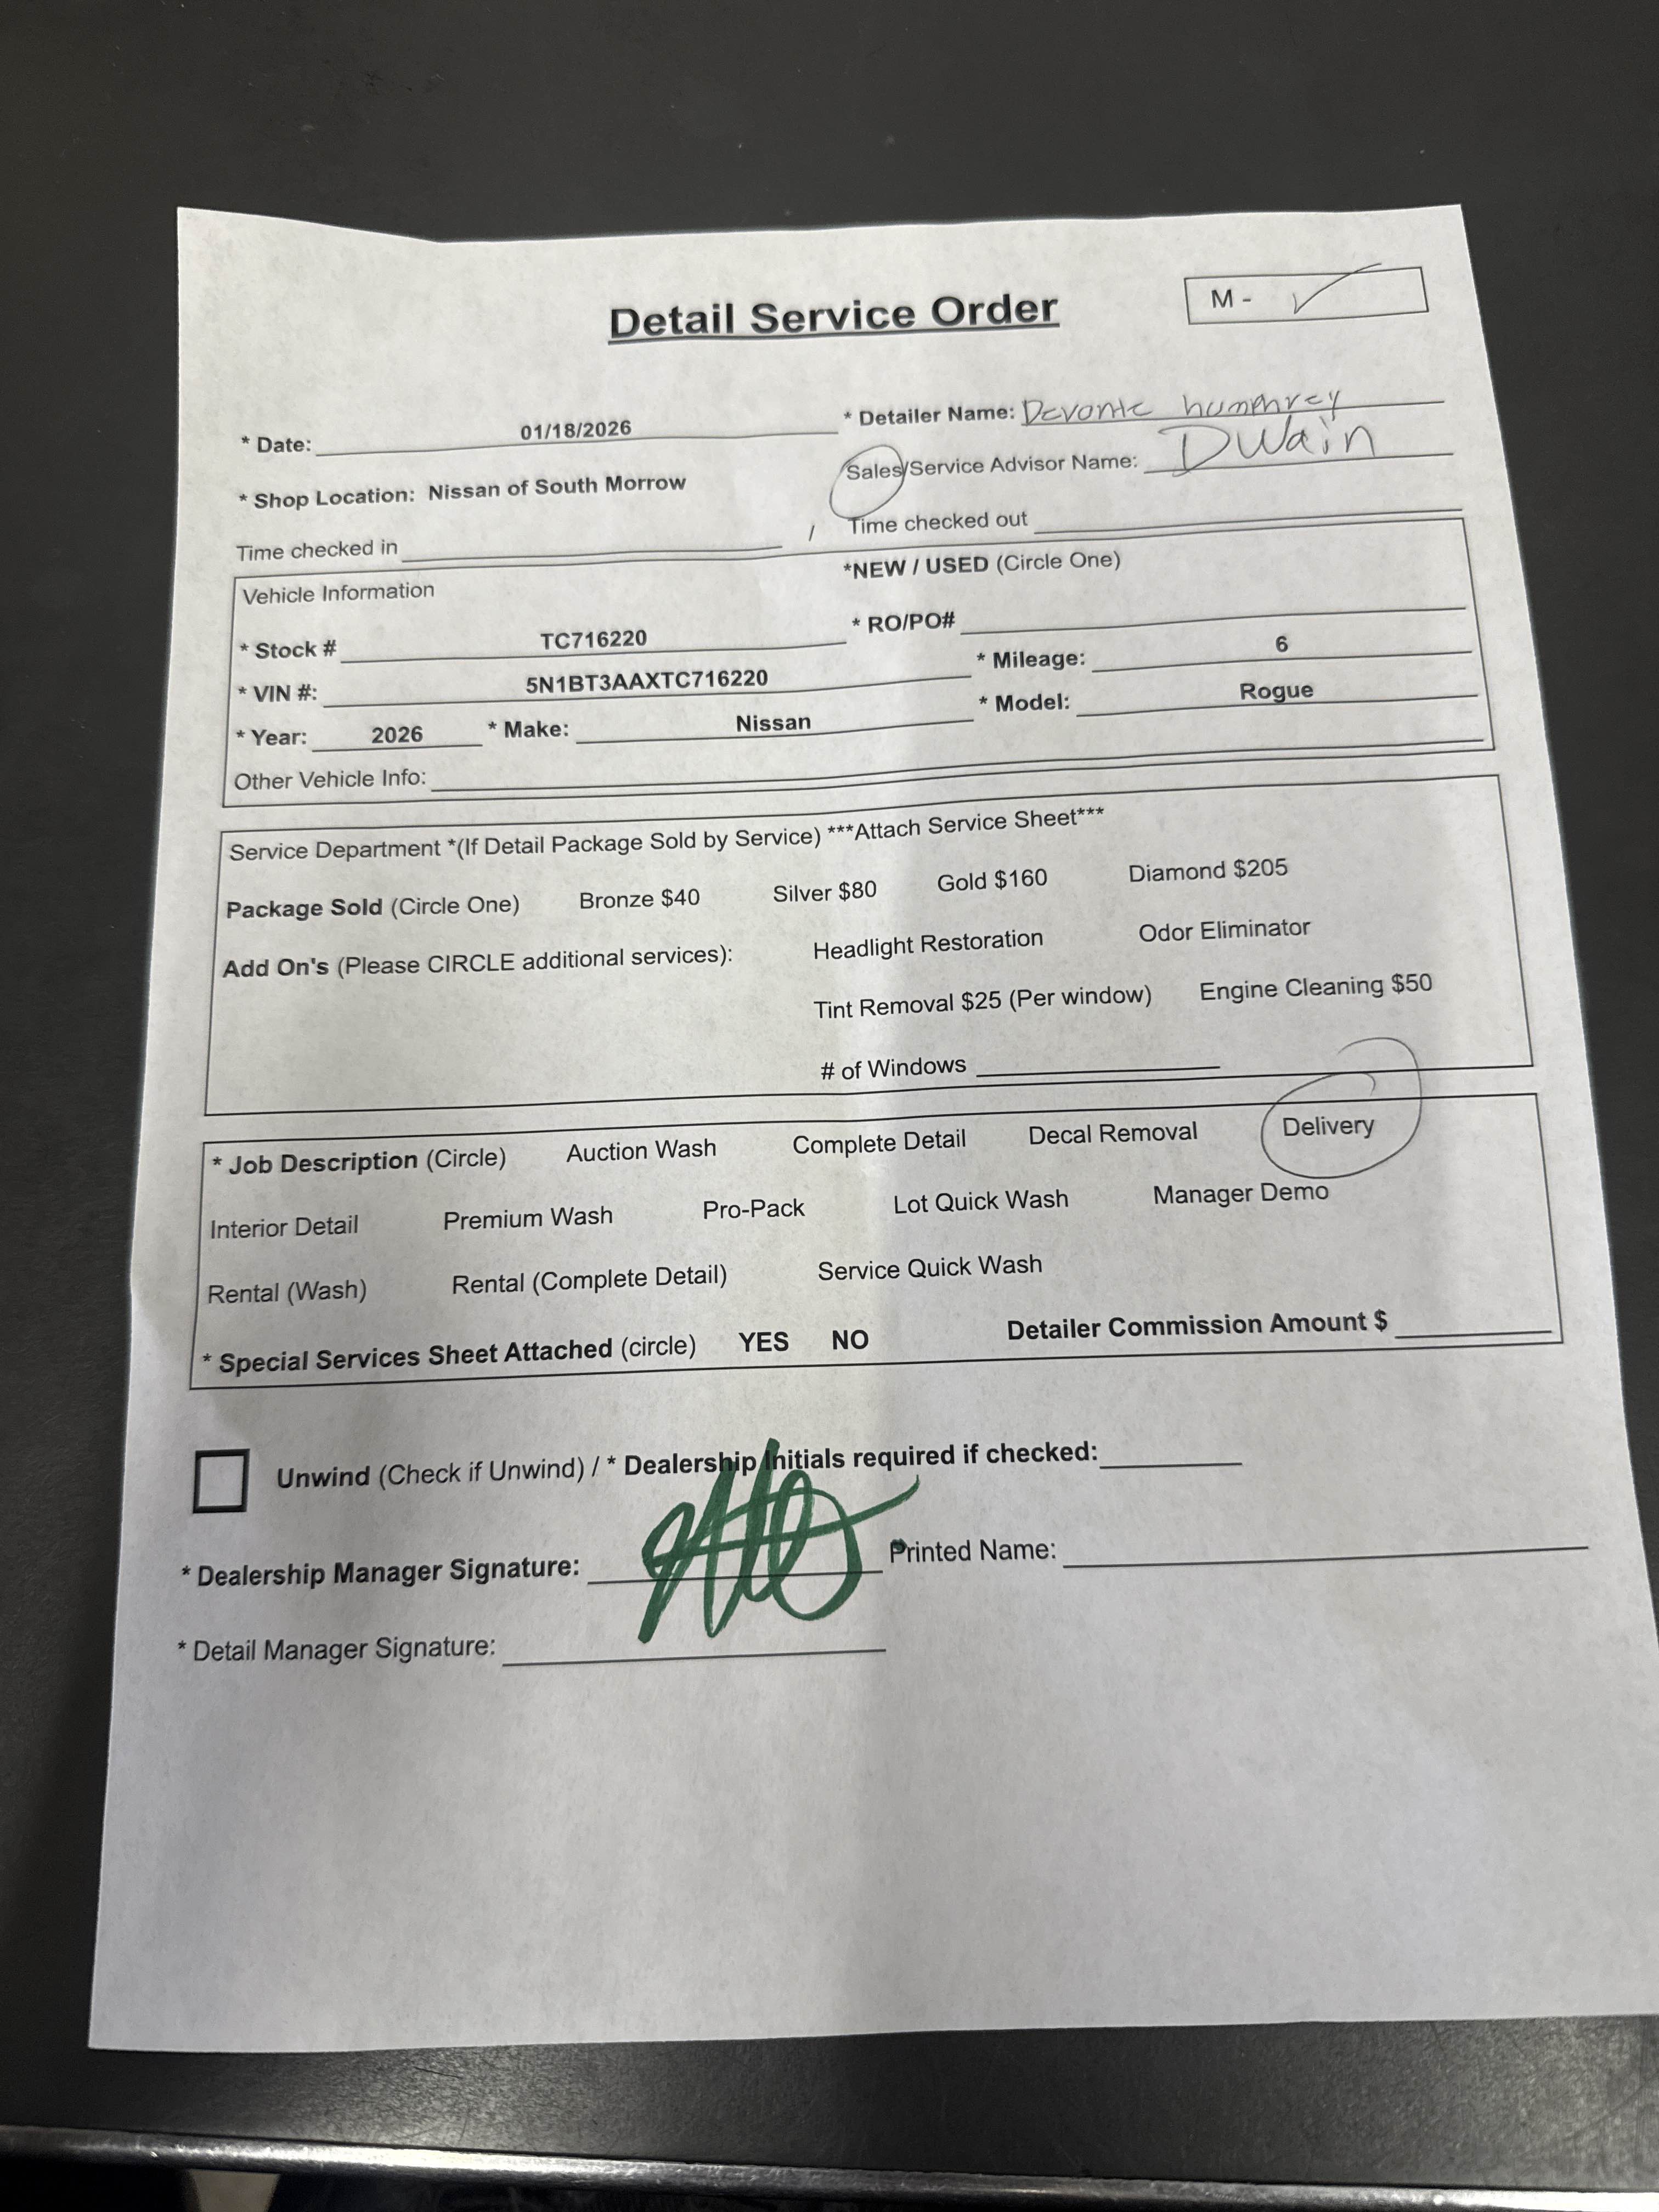 Detail Service Order
M - ✓
* Date: 01/18/2026
* Detailer Name: Devonte humphrey
* Shop Location: Nissan of South Morrow
Sales/Service Advisor Name: DWain
Time checked in / Time checked out
Vehicle Information
*NEW / USED (Circle One)
* Stock # TC716220
* RO/PO#
* VIN #: 5N1BT3AAXTC716220
* Mileage: 6
* Year: 2026 * Make: Nissan
* Model: Rogue
Other Vehicle Info:
Service Department *(If Detail Package Sold by Service) ***Attach Service Sheet***
Package Sold (Circle One) Bronze $40 Silver $80 Gold $160 Diamond $205
Add On's (Please CIRCLE additional services): Headlight Restoration Odor Eliminator
Tint Removal $25 (Per window) Engine Cleaning $50
# of Windows
* Job Description (Circle) Auction Wash Complete Detail Decal Removal Delivery
Interior Detail Premium Wash Pro-Pack Lot Quick Wash Manager Demo
Rental (Wash) Rental (Complete Detail) Service Quick Wash
* Special Services Sheet Attached (circle) YES NO Detailer Commission Amount $
Unwind (Check if Unwind) / * Dealership Initials required if checked:
* Dealership Manager Signature: Printed Name:
* Detail Manager Signature: